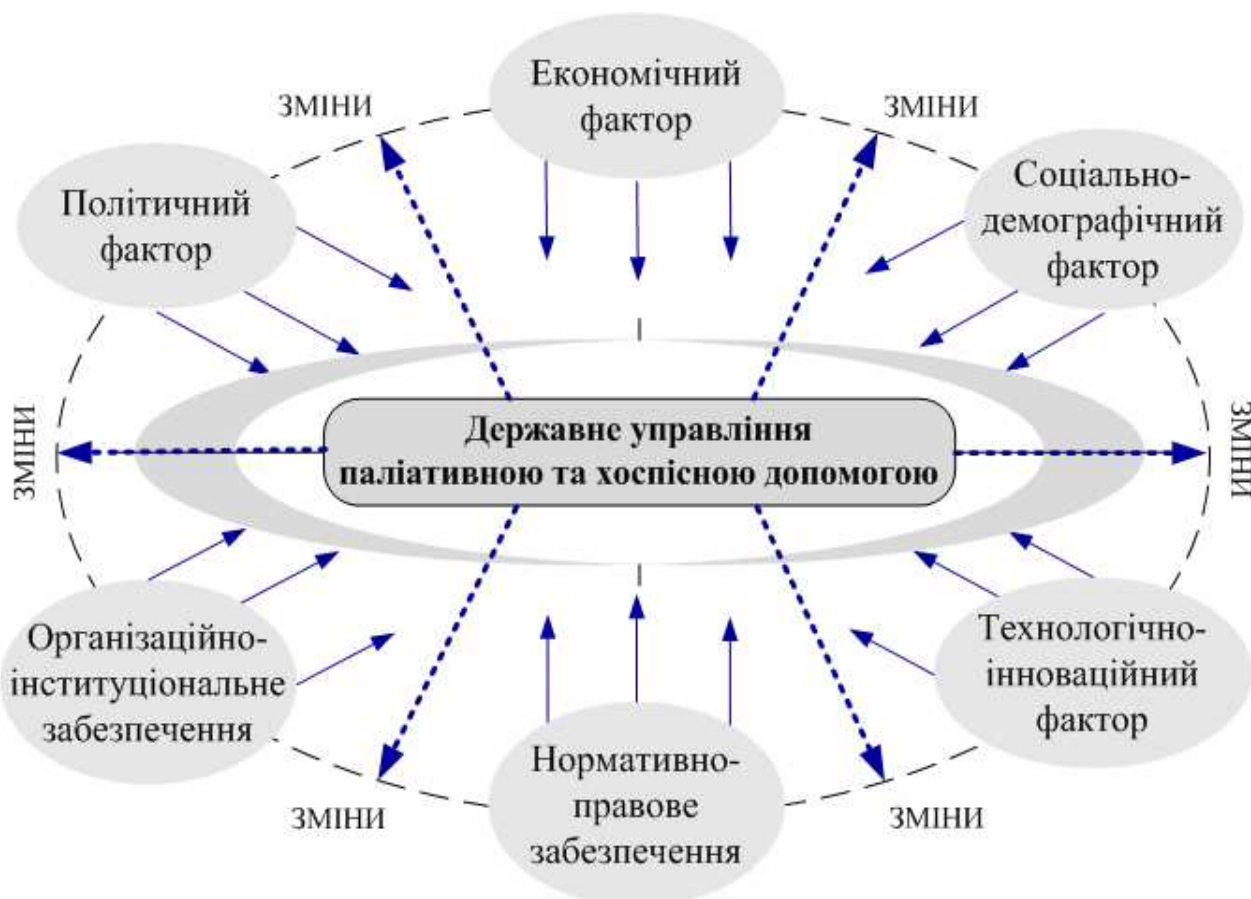 Економічний
фактор
ЗМІНИ
ЗМІНИ
Політичний
фактор
Соціально-
демографічний
фактор
ЗМІНИ
Державне управління
паліативною та хоспісною допомогою
ЗМІНИ
Організаційно-
інституціональне
забезпечення
Технологічно-
інноваційний
фактор
Нормативно-
правове
забезпечення
ЗМІНИ
ЗМІНИ